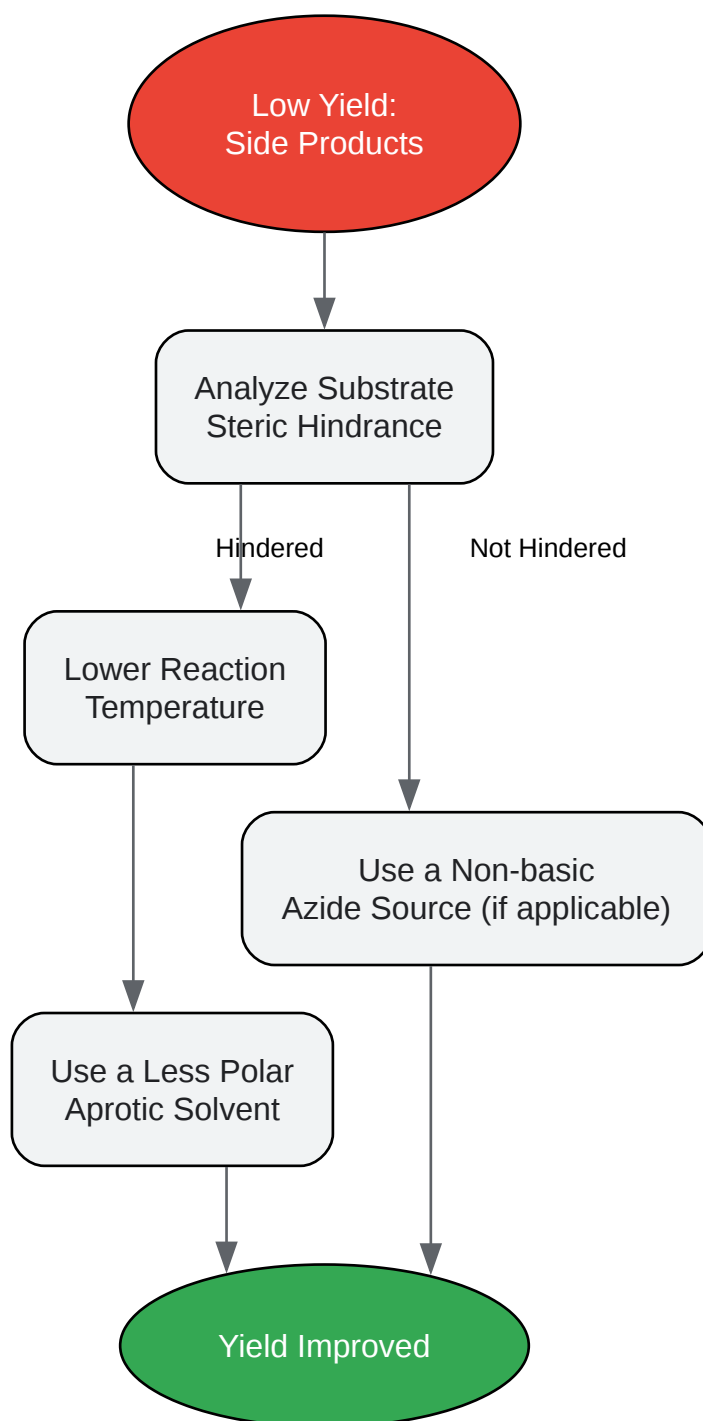 Low Yield:
Side Products
Analyze Substrate
Steric Hindrance
Hindered
Not Hindered
Lower Reaction
Temperature
Use a Non-basic
Azide Source (if applicable)
Use a Less Polar
Aprotic Solvent
Yield Improved